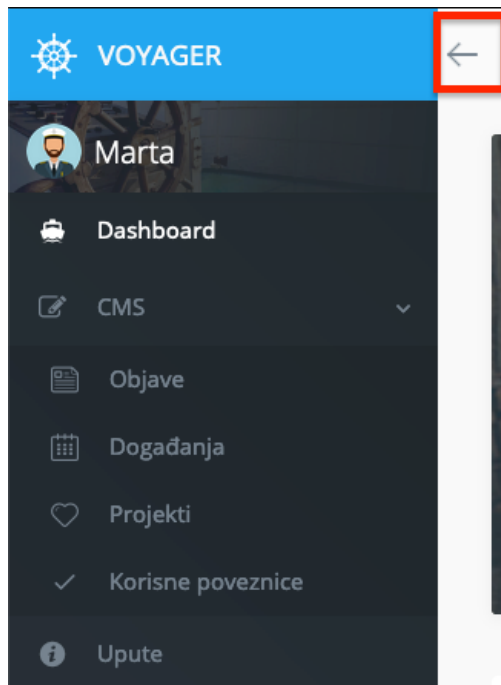 VOYAGER
Marta
Dashboard
CMS
Objave
Događanja
Projekti
Korisne poveznice
Upute